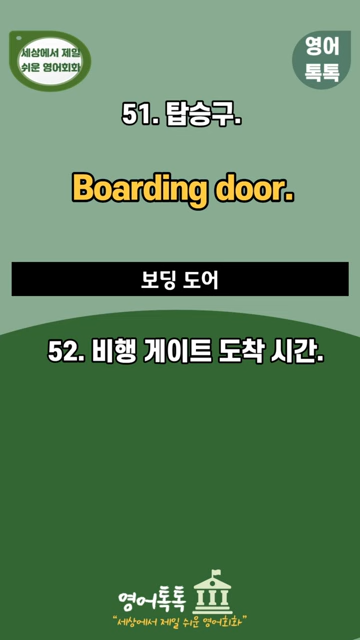 세상에서 제일
쉬운 영어회화
영어
톡톡
51. 탑승구.
Boarding door.
보딩 도어
52. 비행 게이트 도착 시간.
영어톡톡
"세상에서 제일 쉬운 영어회화"